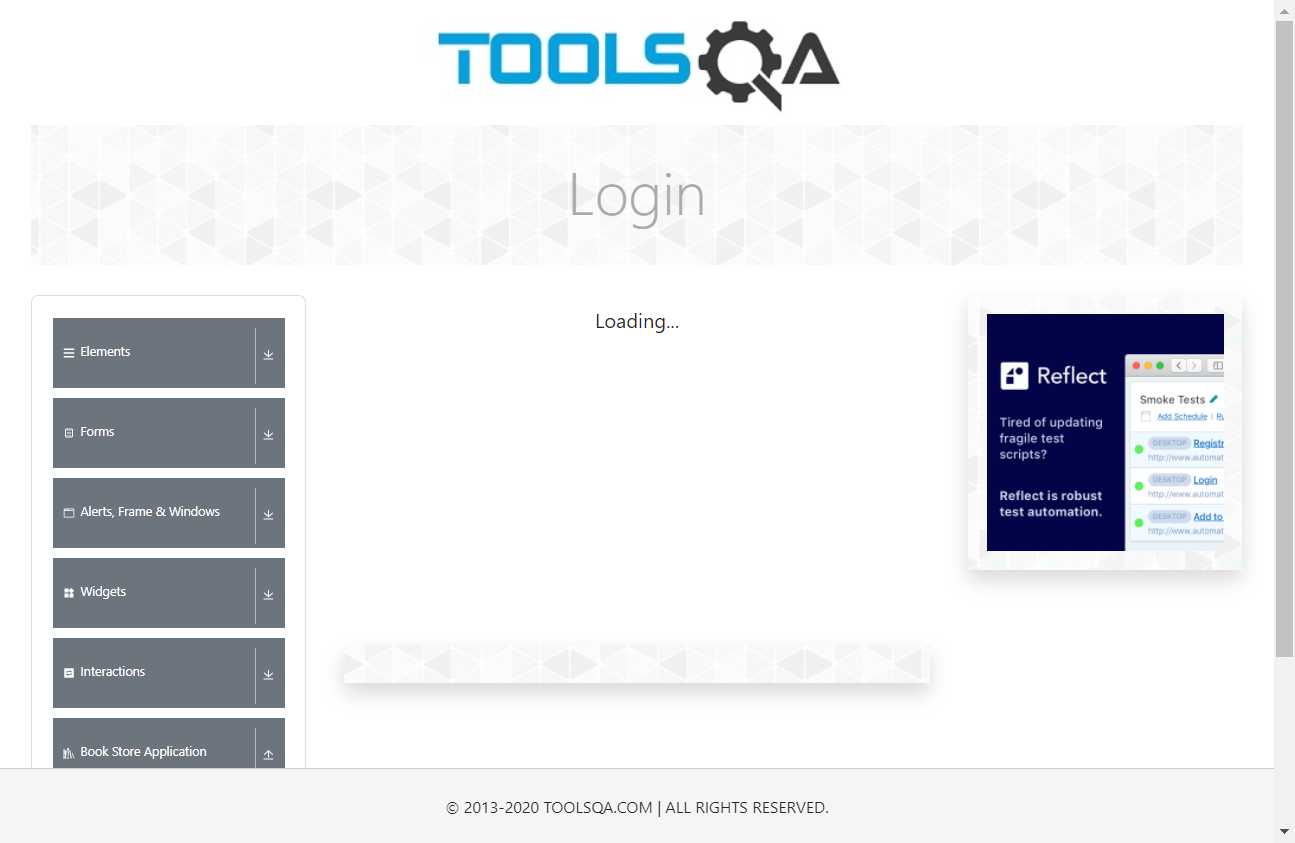 TOOLSQA
Login
Elements
Forms
Alerts, Frame & Windows
Widgets
Interactions
Book Store Application
Loading...
Reflect
Tired of updating
fragile test
scripts?
Reflect is robust
test automation.
Smoke Tests
Add Schedule |
DESKTOP Registr
http://www.automat
DESKTOP Login
http://www.automat
DESKTOP Add to
http://www.automat
© 2013-2020 TOOLSQA.COM | ALL RIGHTS RESERVED.